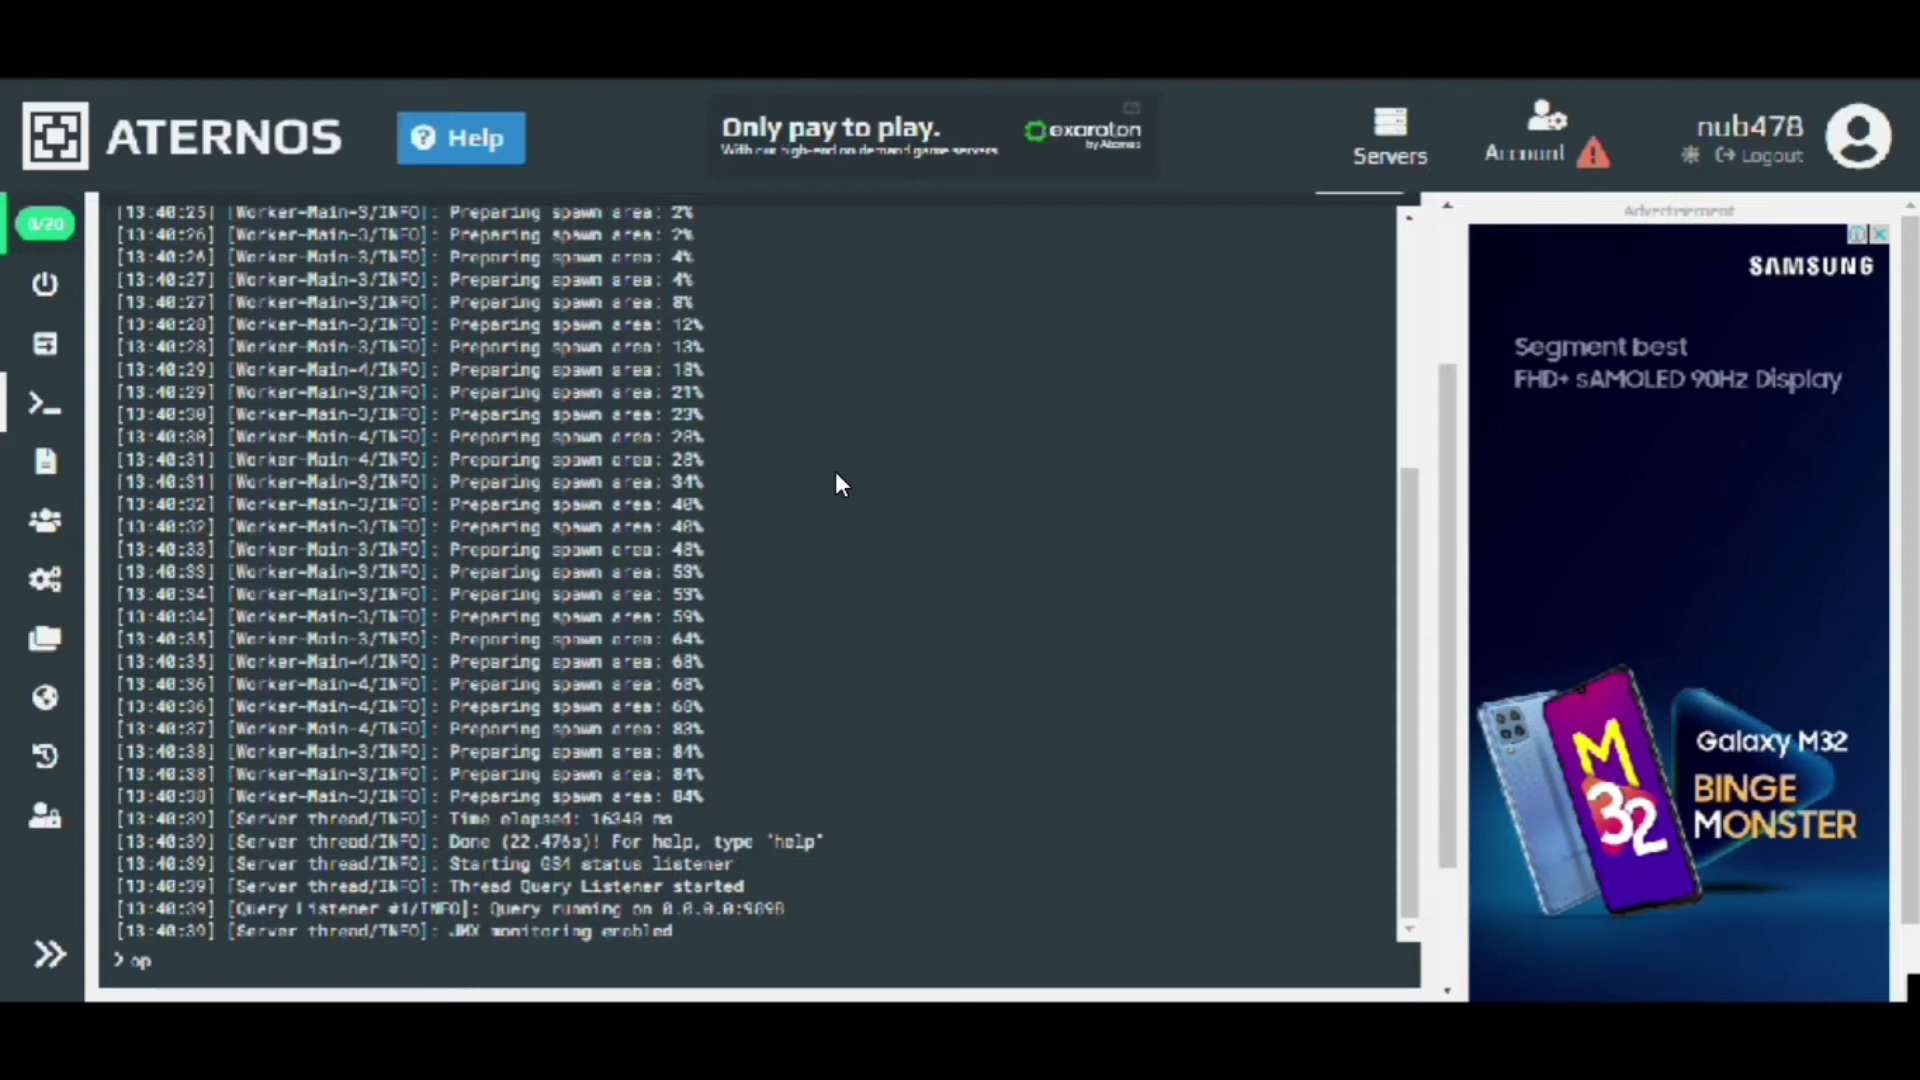 ATERNOS
Help
Only pay to play.
With our high-end on demand game servers.
exaroton
by Aternos
Servers
Account
nub478
Logout
0/20
[13:40:25] [Worker-Main-3/INFO]: Preparing spawn area: 2%
[13:40:26] [Worker-Main-3/INFO]: Preparing spawn area: 2%
[13:40:26] [Worker-Main-3/INFO]: Preparing spawn area: 4%
[13:40:27] [Worker-Main-3/INFO]: Preparing spawn area: 4%
[13:40:27] [Worker-Main-3/INFO]: Preparing spawn area: 8%
[13:40:28] [Worker-Main-3/INFO]: Preparing spawn area: 12%
[13:40:28] [Worker-Main-3/INFO]: Preparing spawn area: 13%
[13:40:29] [Worker-Main-4/INFO]: Preparing spawn area: 18%
[13:40:29] [Worker-Main-3/INFO]: Preparing spawn area: 21%
[13:40:30] [Worker-Main-3/INFO]: Preparing spawn area: 23%
[13:40:30] [Worker-Main-4/INFO]: Preparing spawn area: 28%
[13:40:31] [Worker-Main-4/INFO]: Preparing spawn area: 28%
[13:40:31] [Worker-Main-3/INFO]: Preparing spawn area: 34%
[13:40:32] [Worker-Main-3/INFO]: Preparing spawn area: 40%
[13:40:32] [Worker-Main-3/INFO]: Preparing spawn area: 40%
[13:40:33] [Worker-Main-3/INFO]: Preparing spawn area: 48%
[13:40:33] [Worker-Main-3/INFO]: Preparing spawn area: 53%
[13:40:34] [Worker-Main-3/INFO]: Preparing spawn area: 53%
[13:40:34] [Worker-Main-3/INFO]: Preparing spawn area: 59%
[13:40:35] [Worker-Main-3/INFO]: Preparing spawn area: 64%
[13:40:35] [Worker-Main-4/INFO]: Preparing spawn area: 68%
[13:40:36] [Worker-Main-4/INFO]: Preparing spawn area: 68%
[13:40:36] [Worker-Main-4/INFO]: Preparing spawn area: 68%
[13:40:37] [Worker-Main-4/INFO]: Preparing spawn area: 83%
[13:40:38] [Worker-Main-3/INFO]: Preparing spawn area: 84%
[13:40:38] [Worker-Main-3/INFO]: Preparing spawn area: 84%
[13:40:38] [Worker-Main-3/INFO]: Preparing spawn area: 84%
[13:40:39] [Server thread/INFO]: Time elapsed: 16340 ms
[13:40:39] [Server thread/INFO]: Done (22.476s)! For help, type "help"
[13:40:39] [Server thread/INFO]: Starting GS4 status listener
[13:40:39] [Server thread/INFO]: Thread Query Listener started
[13:40:39] [Query Listener #1/INFO]: Query running on 0.0.0.0:9898
[13:40:39] [Server thread/INFO]: JMX monitoring enabled
> op
Advertisement
SAMSUNG
Segment best
FHD+ sAMOLED 90Hz Display
M
32
Galaxy M32
BINGE
MONSTER